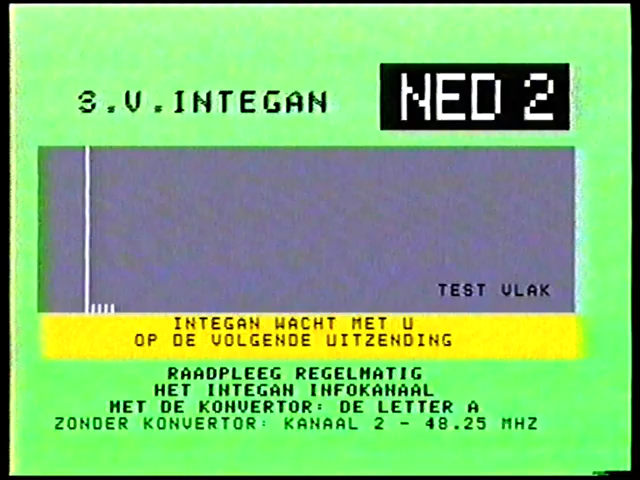 S.V.INTEGAN
NED 2
TEST VLAK
INTEGAN WACHT MET U
OP DE VOLGENDE UITZENDING
RAADPLEEG REGELMATIG
HET INTEGAN INFOKANAAL
MET DE KONVERTOR: DE LETTER A
ZONDER KONVERTOR: KANAAL 2 - 48.25 MHZ